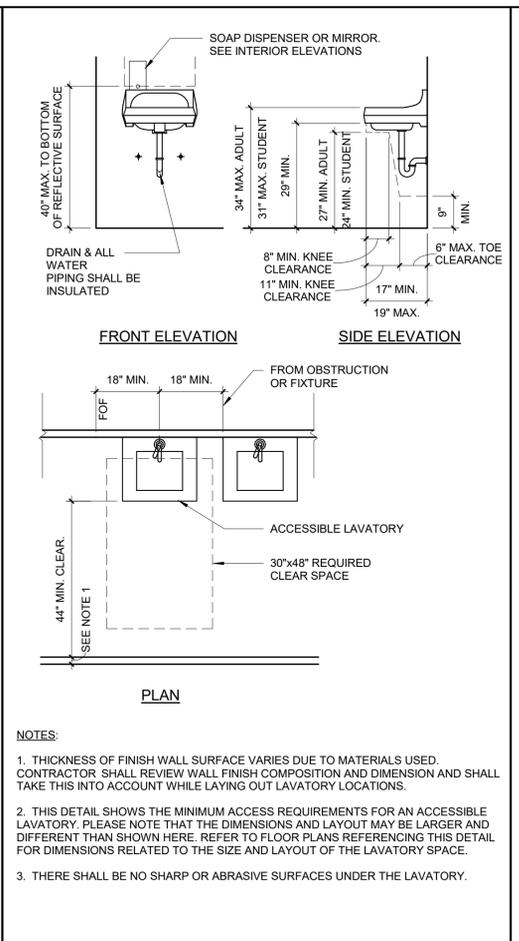 SOAP DISPENSER OR MIRROR.
SEE INTERIOR ELEVATIONS
40" MAX. TO BOTTOM
OF REFLECTIVE SURFACE
DRAIN & ALL
WATER
PIPING SHALL BE
INSULATED
FRONT ELEVATION
34" MAX. ADULT
31" MAX. STUDENT
29" MIN.
27" MIN. ADULT
24" MIN. STUDENT
9"
MIN.
8" MIN. KNEE
CLEARANCE
11" MIN. KNEE
CLEARANCE
6" MAX. TOE
CLEARANCE
17" MIN.
19" MAX.
SIDE ELEVATION
18" MIN.
18" MIN.
FROM OBSTRUCTION
OR FIXTURE
FOF
ACCESSIBLE LAVATORY
30"x48" REQUIRED
CLEAR SPACE
44" MIN. CLEAR.
SEE NOTE 1
PLAN
NOTES:
1. THICKNESS OF FINISH WALL SURFACE VARIES DUE TO MATERIALS USED.
CONTRACTOR SHALL REVIEW WALL FINISH COMPOSITION AND DIMENSION AND SHALL
TAKE THIS INTO ACCOUNT WHILE LAYING OUT LAVATORY LOCATIONS.
2. THIS DETAIL SHOWS THE MINIMUM ACCESS REQUIREMENTS FOR AN ACCESSIBLE
LAVATORY. PLEASE NOTE THAT THE DIMENSIONS AND LAYOUT MAY BE LARGER AND
DIFFERENT THAN SHOWN HERE. REFER TO FLOOR PLANS REFERENCING THIS DETAIL
FOR DIMENSIONS RELATED TO THE SIZE AND LAYOUT OF THE LAVATORY SPACE.
3. THERE SHALL BE NO SHARP OR ABRASIVE SURFACES UNDER THE LAVATORY.